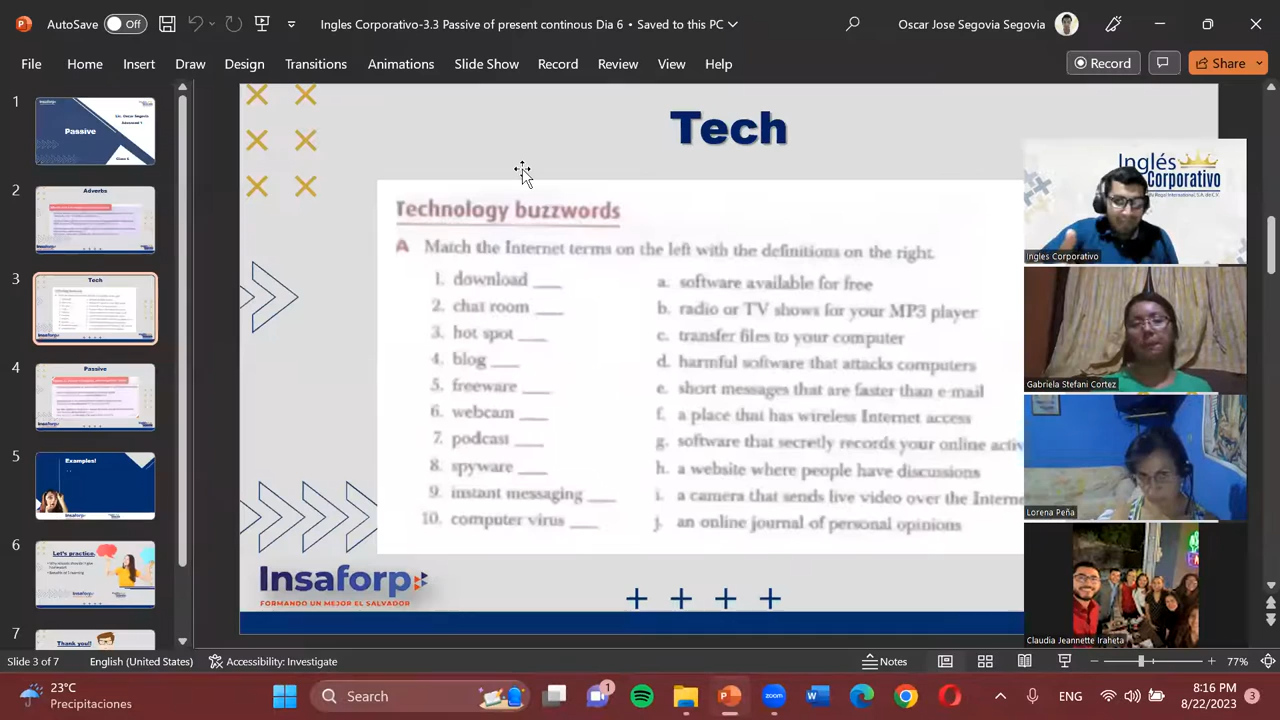 AutoSave Off Ingles Corporativo-3.3 Passive of present continous Dia 6 • Saved to this PC Oscar Jose Segovia Segovia
File Home Insert Draw Design Transitions Animations Slide Show Record Review View Help Record Share
1
Passive
2
Adverbs
3
Tech
4
Passive
5
Examples!
6
Let's practice.
7
Thank you!!
Tech
A Match the Internet terms on the left with the definitions on the right.
1. download ___ a. software available for free
2. chat room ___ b. radio or TV shows for your MP3 player
3. hot spot ___ c. transfer files to your computer
4. blog ___ d. harmful software that attacks computers
5. freeware ___ e. short messages that are faster than e-mail
6. webcam ___ f. a place that has wireless Internet access
7. podcast ___ g. software that secretly records your online activ
8. spyware ___ h. a website where people have discussions
9. instant messaging ___ i. a camera that sends live video over the Interne
10. computer virus ___ j. an online journal of personal opinions
Insaforp
FORMANDO UN MEJOR EL SALVADOR
Inglés
Corporativo
Ingles Corporativo
Gabriela Stefani Cortez
Lorena Peña
Claudia Jeannette Iraheta
Slide 3 of 7 English (United States) Accessibility: Investigate Notes 77%
23°C
Precipitaciones
Search
1
zoom
ENG
8:16 PM
8/22/2023
3